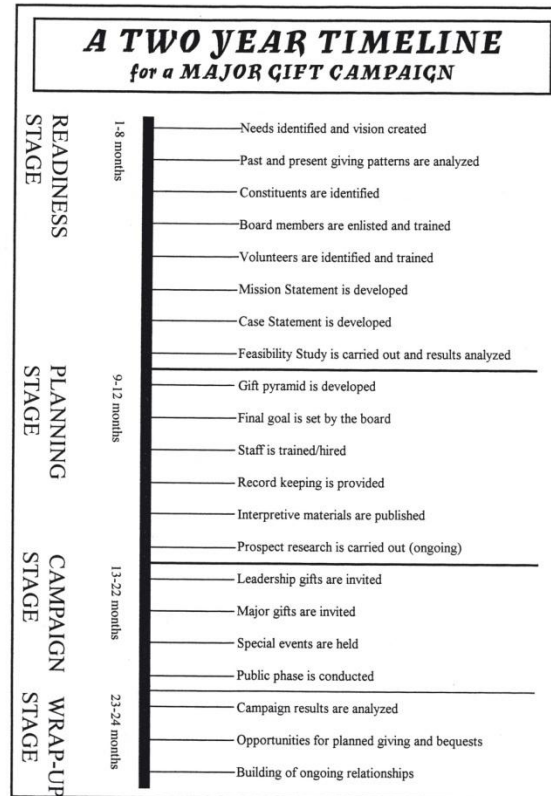 A TWO YEAR TIMELINE
for a MAJOR GIFT CAMPAIGN
READINESS
STAGE
1-8 months
Needs identified and vision created
Past and present giving patterns are analyzed
Constituents are identified
Board members are enlisted and trained
Volunteers are identified and trained
Mission Statement is developed
Case Statement is developed
Feasibility Study is carried out and results analyzed
PLANNING
STAGE
9-12 months
Gift pyramid is developed
Final goal is set by the board
Staff is trained/hired
Record keeping is provided
Interpretive materials are published
Prospect research is carried out (ongoing)
CAMPAIGN
STAGE
13-22 months
Leadership gifts are invited
Major gifts are invited
Special events are held
Public phase is conducted
WRAP-UP
STAGE
23-24 months
Campaign results are analyzed
Opportunities for planned giving and bequests
Building of ongoing relationships